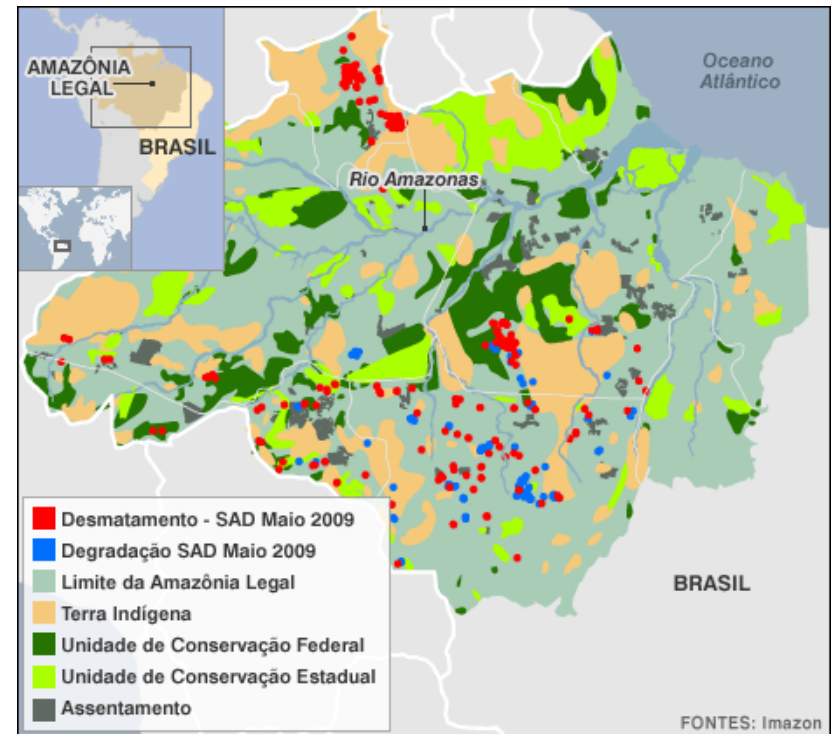 AMAZÔNIA
LEGAL
BRASIL
Oceano
Atlântico
Rio Amazonas
Desmatamento - SAD Maio 2009
Degradação SAD Maio 2009
Limite da Amazônia Legal
Terra Indígena
Unidade de Conservação Federal
Unidade de Conservação Estadual
Assentamento
BRASIL
FONTES: Imazon